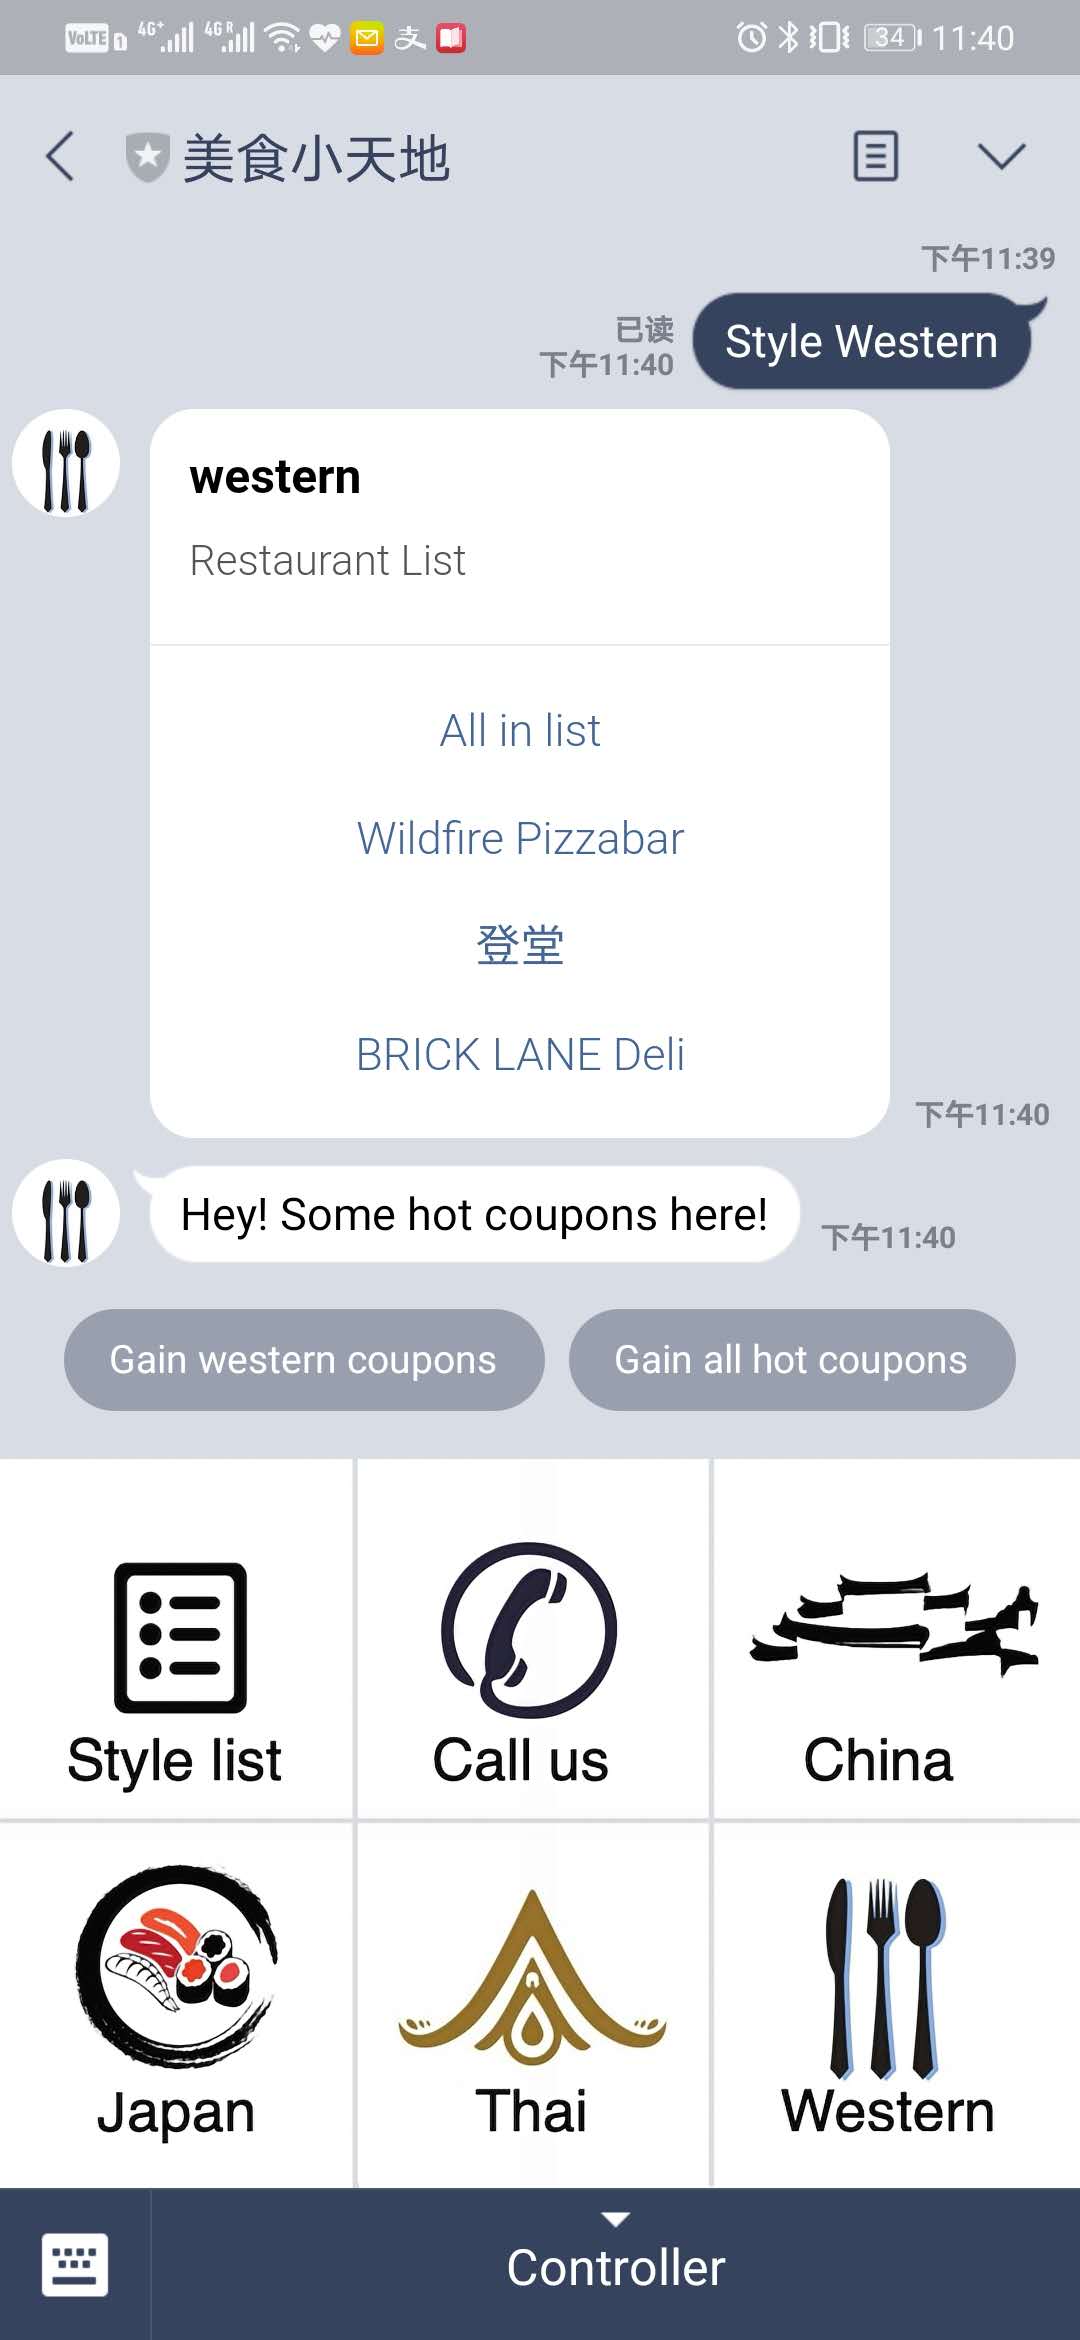 VoLTE 1 4G+ 4G R 34 11:40
美食小天地
下午11:39
已读
下午11:40
Style Western
western
Restaurant List
All in list
Wildfire Pizzabar
登堂
BRICK LANE Deli
下午11:40
Hey! Some hot coupons here!
下午11:40
Gain western coupons
Gain all hot coupons
Style list
Call us
China
Japan
Thai
Western
Controller